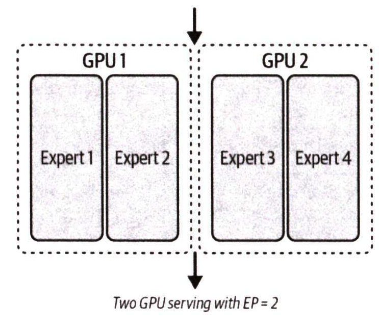 GPU 1 GPU 2
Expert 1 Expert 2 Expert 3 Expert 4
Two GPU serving with EP = 2